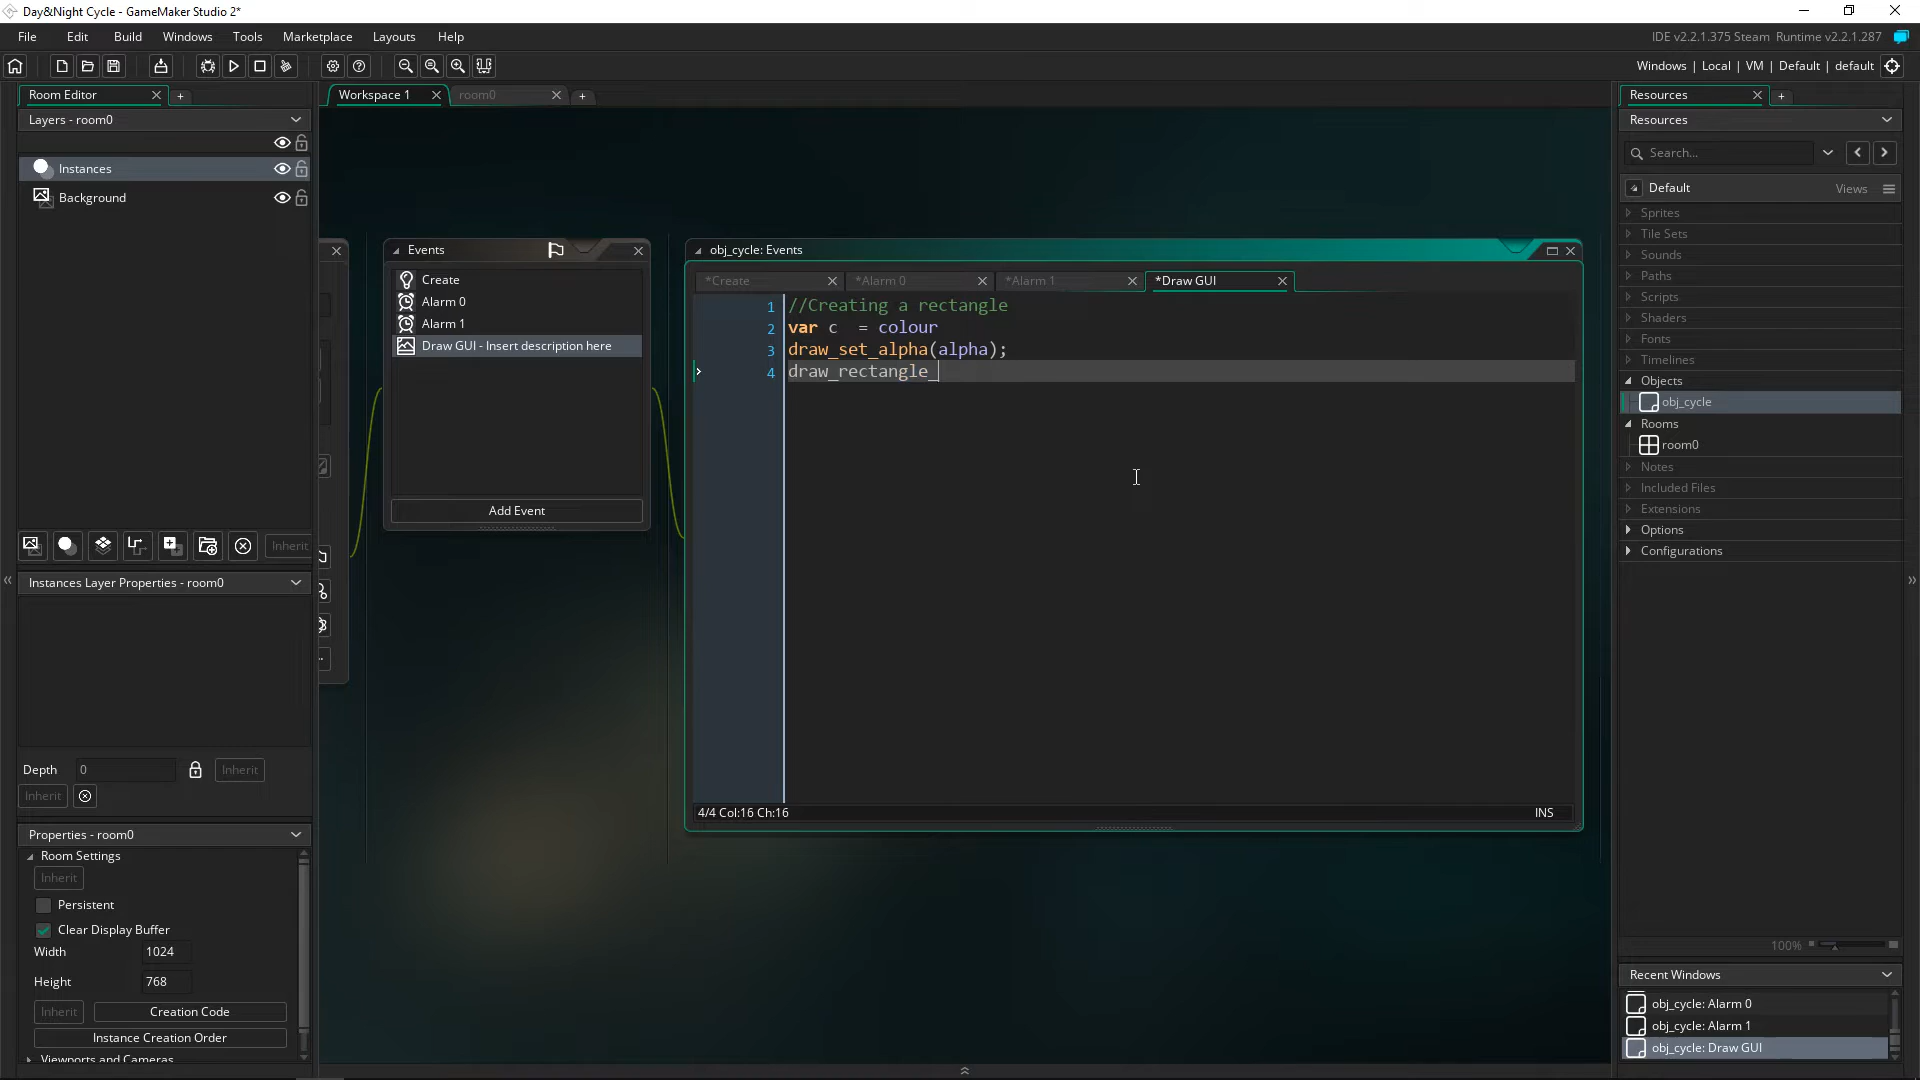 Day&Night Cycle - GameMaker Studio 2*
File Edit Build Windows Tools Marketplace Layouts Help
IDE v2.2.1.375 Steam Runtime v2.2.1.287
Windows | Local | VM | Default | default
Room Editor
Layers - room0
Instances
Background
Inherit
Instances Layer Properties - room0
Depth 0 Inherit
Inherit
Properties - room0
Room Settings
Inherit
Persistent
Clear Display Buffer
Width 1024
Height 768
Inherit Creation Code
Instance Creation Order
Viewports and Cameras
Workspace 1 room0
Events
Create
Alarm 0
Alarm 1
Draw GUI - Insert description here
Add Event
obj_cycle: Events
*Create *Alarm 0 *Alarm 1 *Draw GUI
1 //Creating a rectangle
2 var c  = colour
3 draw_set_alpha(alpha);
4 draw_rectangle_
4/4 Col:16 Ch:16 INS
Resources
Resources
Search...
Default Views
Sprites
Tile Sets
Sounds
Paths
Scripts
Shaders
Fonts
Timelines
Objects
obj_cycle
Rooms
room0
Notes
Included Files
Extensions
Options
Configurations
100%
Recent Windows
obj_cycle: Alarm 0
obj_cycle: Alarm 1
obj_cycle: Draw GUI